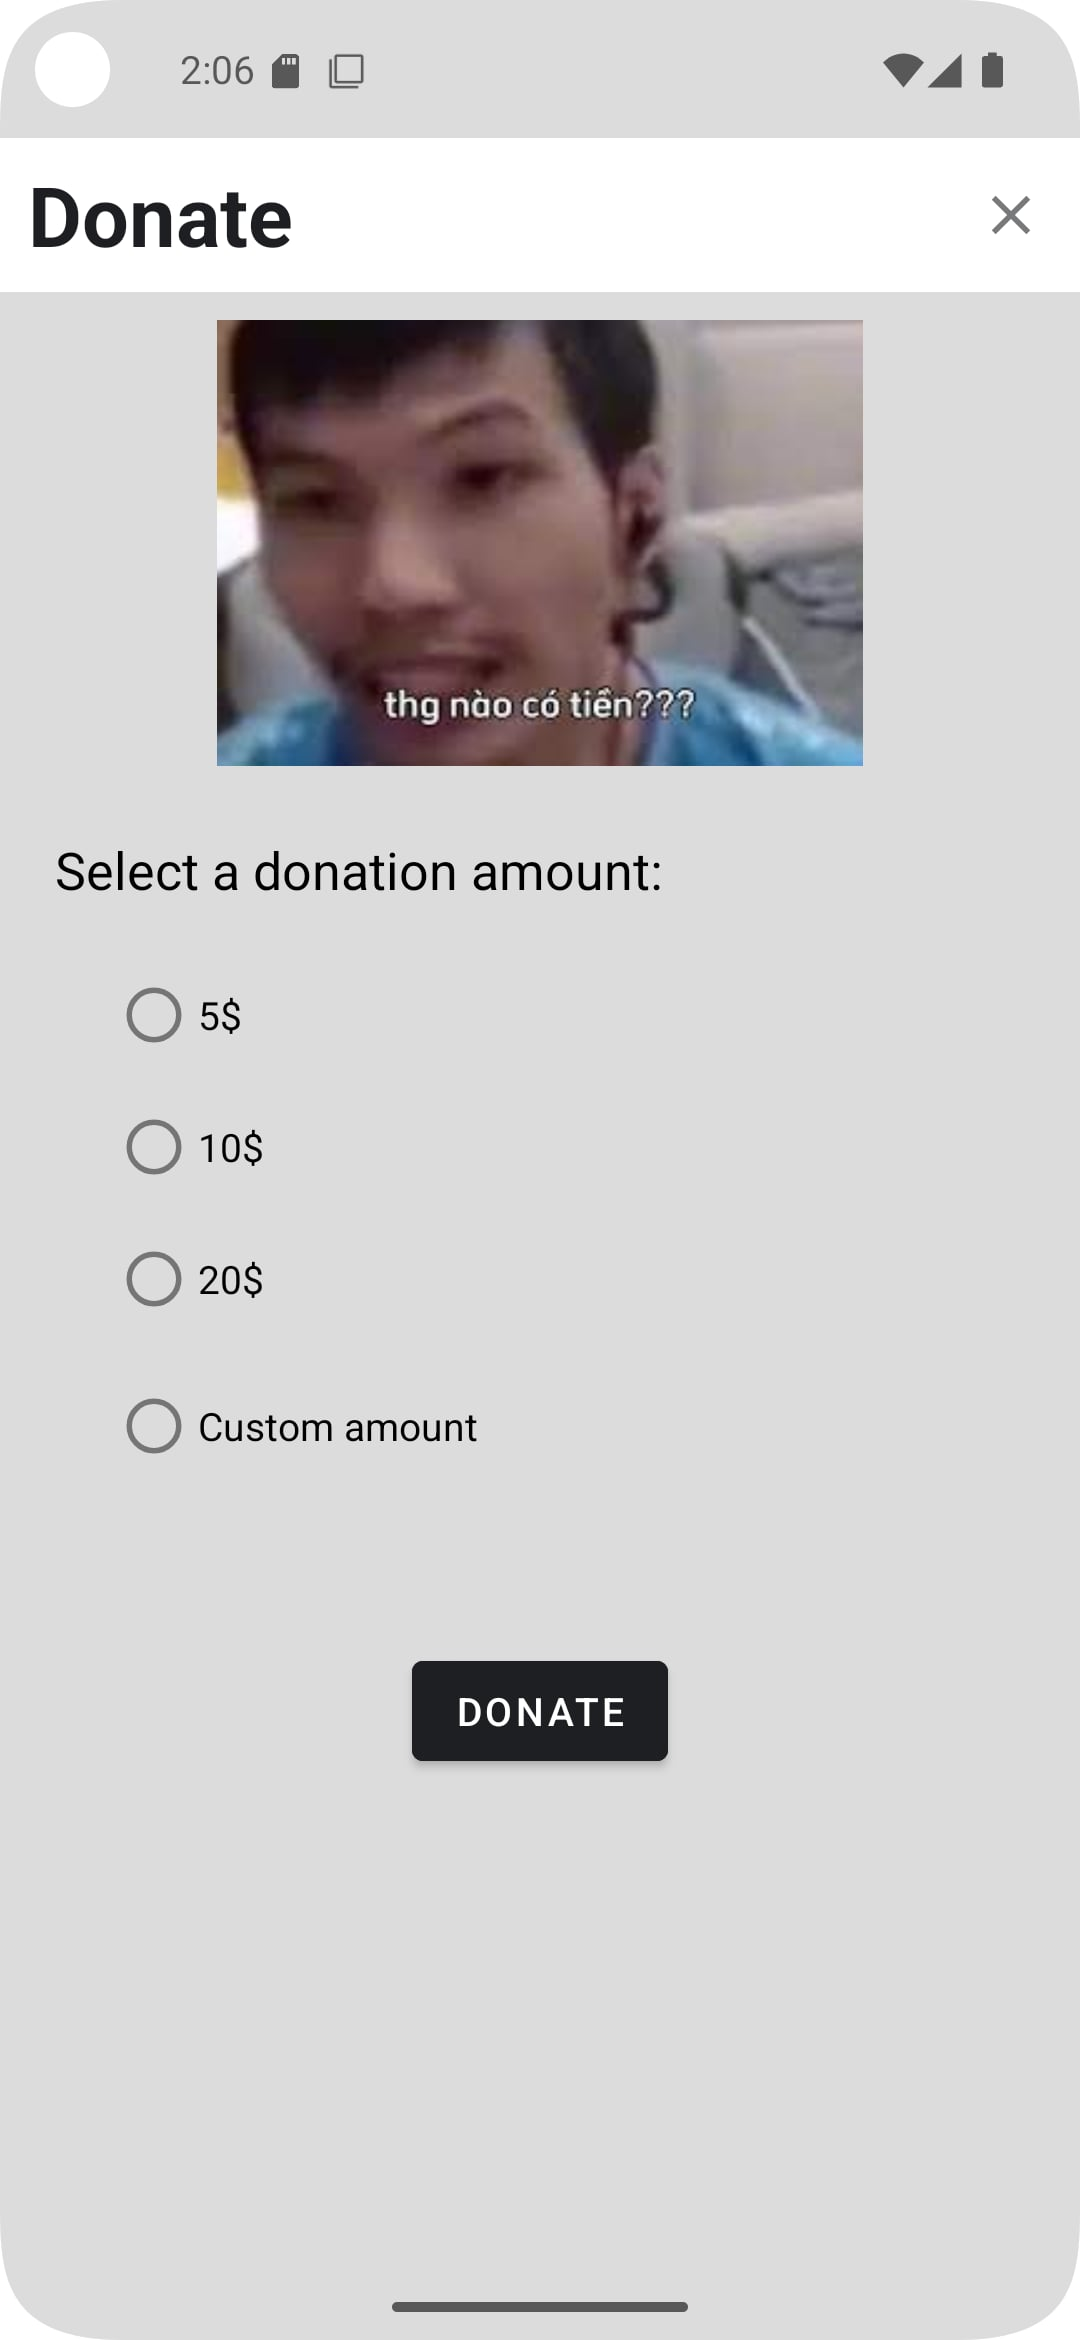 2:06
Donate
thg nào có tiền???
Select a donation amount:
5$
10$
20$
Custom amount
DONATE